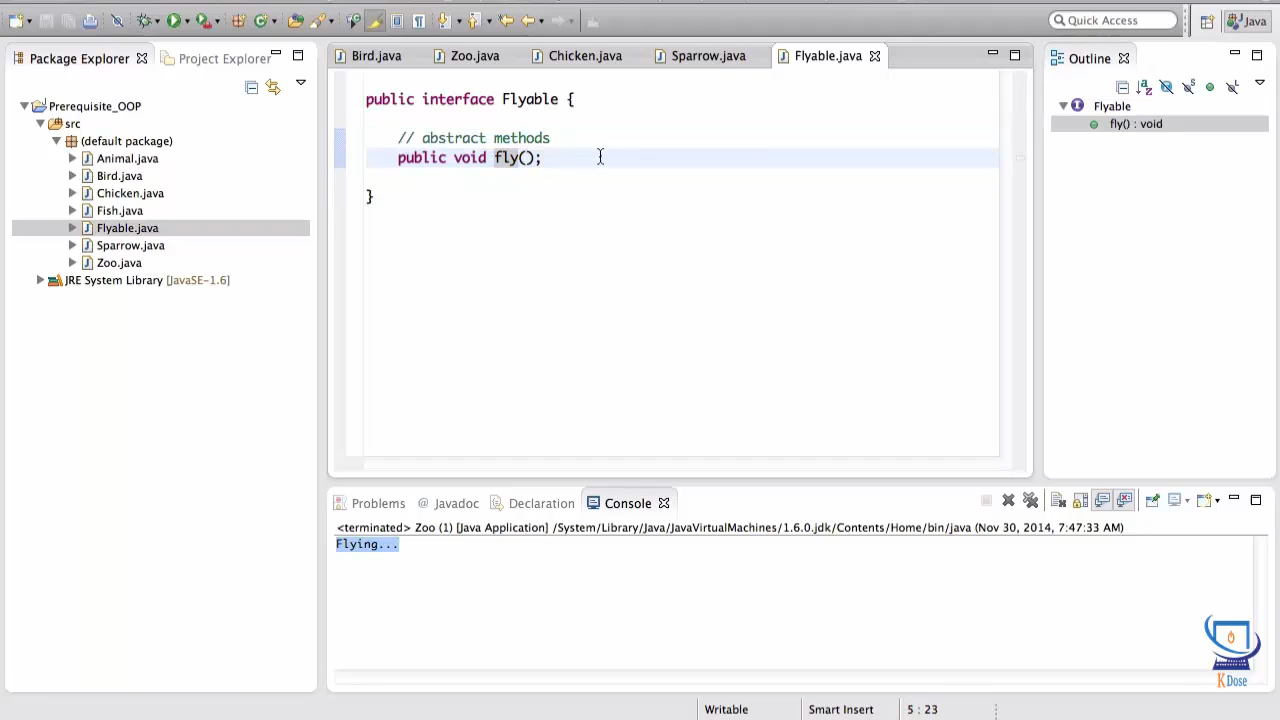 Quick Access
Java
Package Explorer
Project Explorer
Prerequisite_OOP
src
(default package)
Animal.java
Bird.java
Chicken.java
Fish.java
Flyable.java
Sparrow.java
Zoo.java
JRE System Library [JavaSE-1.6]
Bird.java
Zoo.java
Chicken.java
Sparrow.java
Flyable.java
public interface Flyable {
// abstract methods
public void fly();
}
Outline
Flyable
fly() : void
Problems
@ Javadoc
Declaration
Console
<terminated> Zoo (1) [Java Application] /System/Library/Java/JavaVirtualMachines/1.6.0.jdk/Contents/Home/bin/java (Nov 30, 2014, 7:47:33 AM)
Flying...
K Dose
Writable
Smart Insert
5 : 23